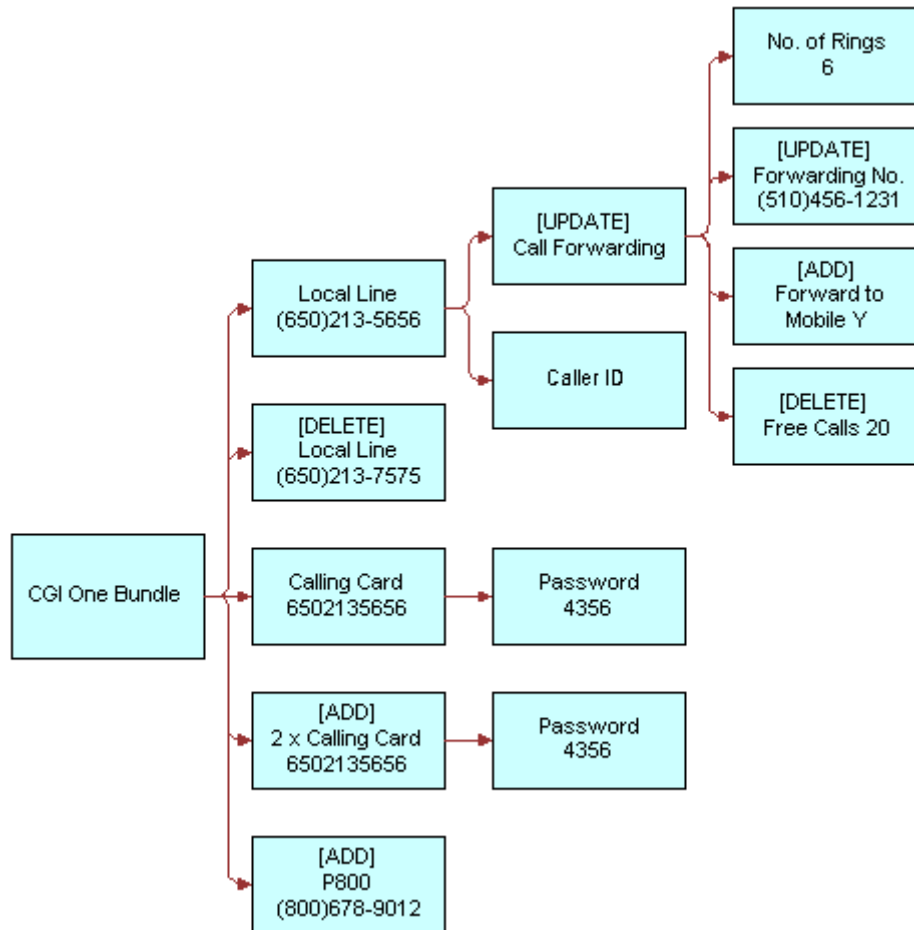 No. of Rings
6
[UPDATE]
Forwarding No.
(510)456-1231
[UPDATE]
Call Forwarding
[ADD]
Forward to
Mobile Y
Local Line
(650)213-5656
Caller ID
[DELETE]
Free Calls 20
[DELETE]
Local Line
(650)213-7575
CGI One Bundle
Calling Card
6502135656
Password
4356
[ADD]
2 x Calling Card
6502135656
Password
4356
[ADD]
P800
(800)678-9012